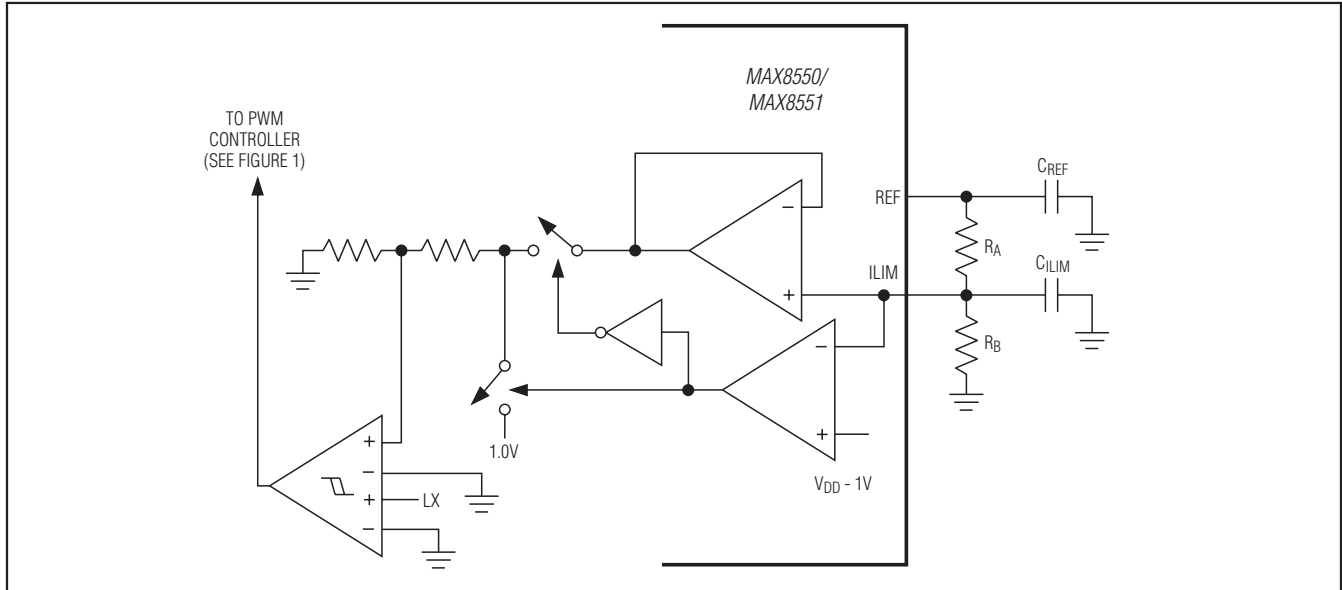 MAX8550/
MAX8551
TO PWM
CONTROLLER
(SEE FIGURE 1)
CREF
REF
−
RA
ILIM
CILIM
+
−
RB
+
VDD - 1V
1.0V
+
−
+
LX
−